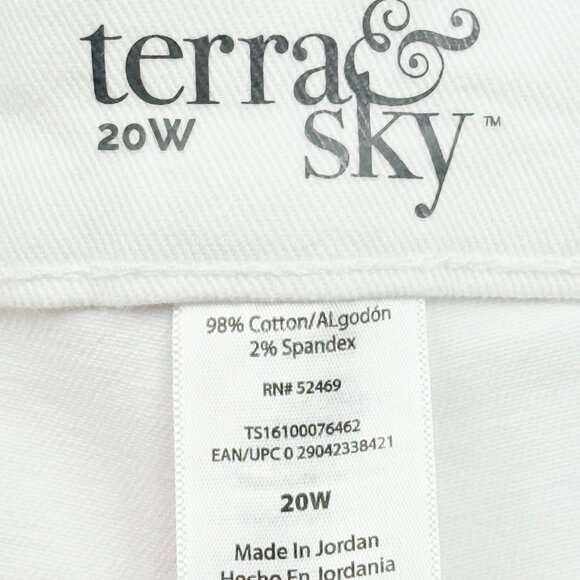 terra&
20W sky™
98% Cotton/ALgodón
2% Spandex
RN# 52469
TS16100076462
EAN/UPC 0 29042338421
20W
Made In Jordan
Hecho En Jordania